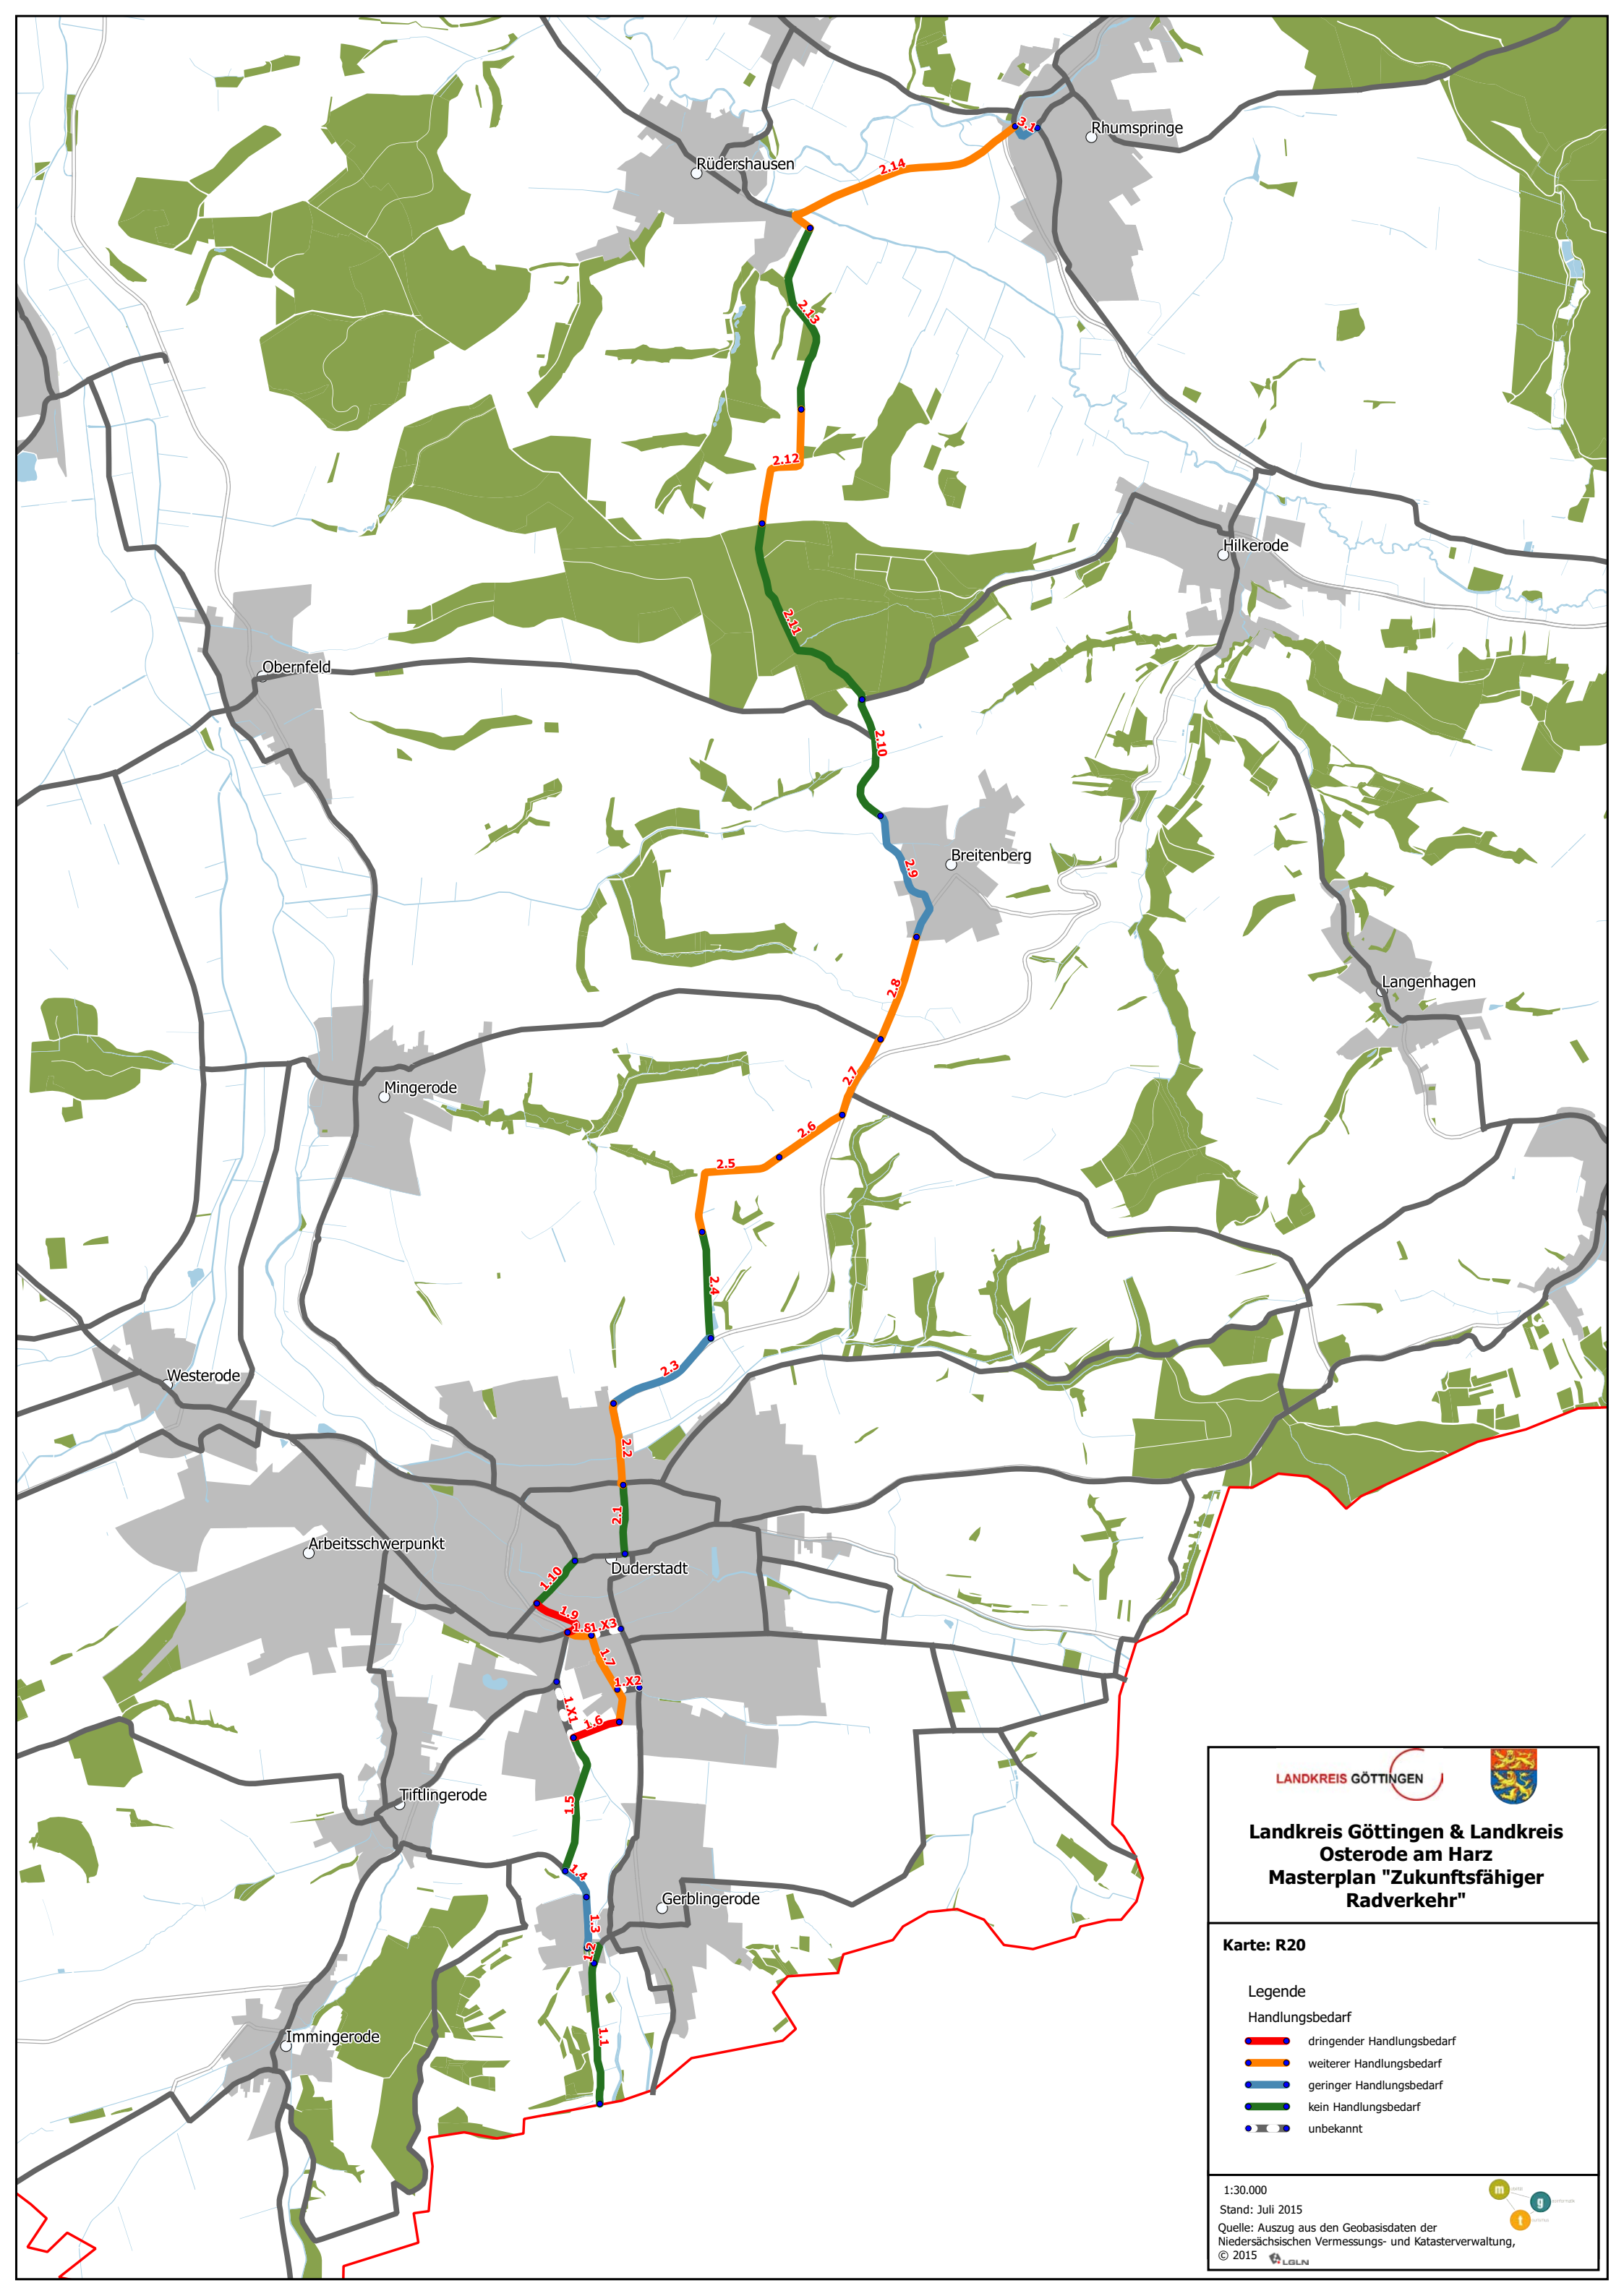 3.1
Rhumspringe
Rüdershausen
2.14
2.13
2.12
Hilkerode
2.11
Obernfeld
2.10
Breitenberg
2.9
Langenhagen
2.8
Mingerode
2.7
2.6
2.5
2.4
2.3
Westerode
2.2
2.1
Arbeitsschwerpunkt
Duderstadt
1.10
1.9
1.8
1.X3
1.7
1.X2
1.X1
1.6
Tiftlingerode
1.5
1.4
Gerblingerode
1.3
1.2
1.1
Immingerode
LANDKREIS GÖTTINGEN
Landkreis Göttingen & Landkreis
Osterode am Harz
Masterplan "Zukunftsfähiger
Radverkehr"
Karte: R20
Legende
Handlungsbedarf
dringender Handlungsbedarf
weiterer Handlungsbedarf
geringer Handlungsbedarf
kein Handlungsbedarf
unbekannt
1:30.000
Stand: Juli 2015
Quelle: Auszug aus den Geobasisdaten der
Niedersächsischen Vermessungs- und Katasterverwaltung,
© 2015 LGLN
m
g
t